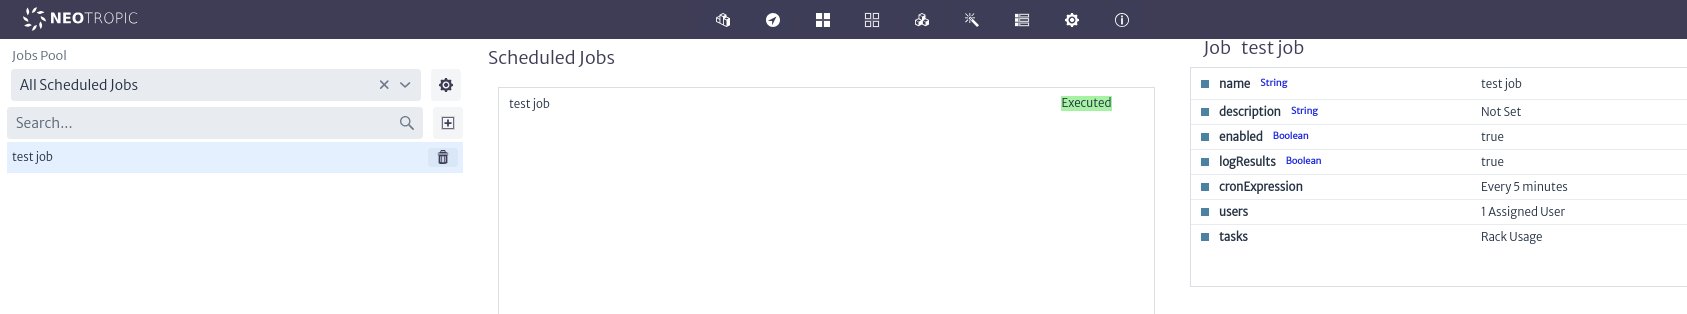 NEOTROPIC
Jobs Pool
All Scheduled Jobs
Search...
test job
Scheduled Jobs
test job Executed
Job test job
name String test job
description String Not Set
enabled Boolean true
logResults Boolean true
cronExpression Every 5 minutes
users 1 Assigned User
tasks Rack Usage